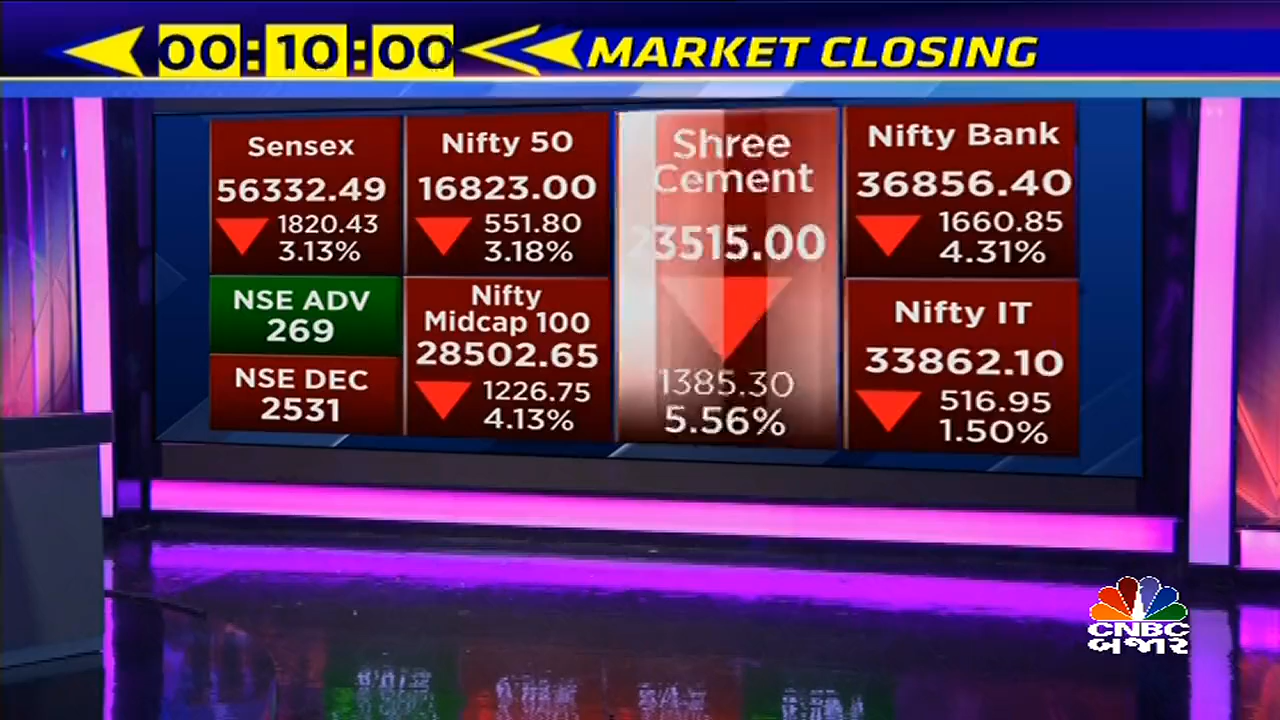 00:10:00 MARKET CLOSING
Sensex
56332.49
1820.43
3.13%
NSE ADV
269
NSE DEC
2531
Nifty 50
16823.00
551.80
3.18%
Nifty
Midcap 100
28502.65
1226.75
4.13%
Shree
Cement
23515.00
1385.30
5.56%
Nifty Bank
36856.40
1660.85
4.31%
Nifty IT
33862.10
516.95
1.50%
CNBC
બજાર